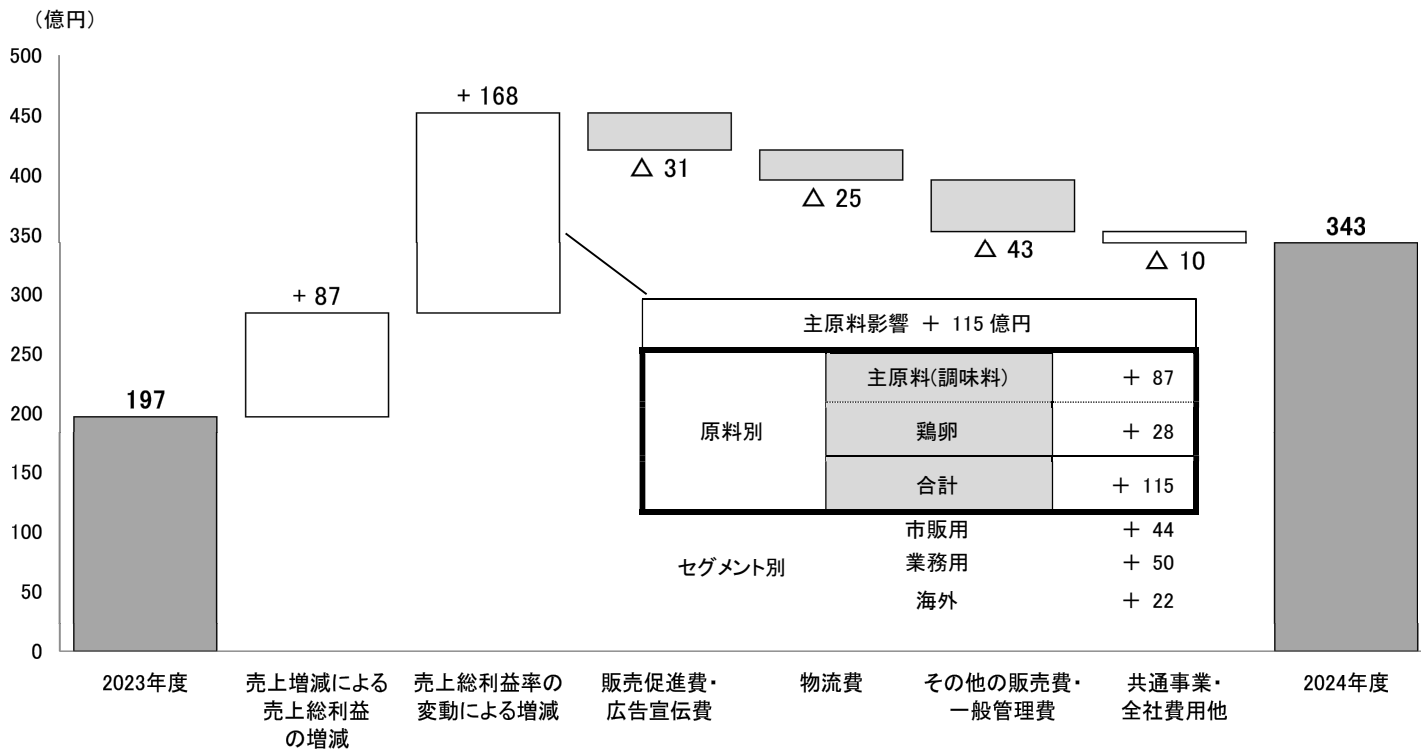 （億円）
500
450
400
350
300
250
200
150
100
50
0
197
+ 87
+ 168
△ 31
△ 25
△ 43
△ 10
343
主原料影響 ＋ 115 億円
原料別
主原料(調味料) ＋ 87
鶏卵 ＋ 28
合計 ＋ 115
セグメント別
市販用 ＋ 44
業務用 ＋ 50
海外 ＋ 22
2023年度
売上増減による
売上総利益
の増減
売上総利益率の
変動による増減
販売促進費・
広告宣伝費
物流費
その他の販売費・
一般管理費
共通事業・
全社費用他
2024年度